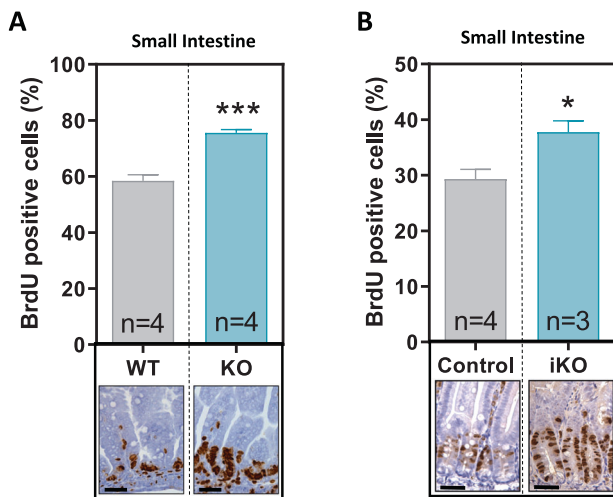 A
Small Intestine
BrdU positive cells (%)
100
80
60
40
20
0
***
n=4
n=4
WT
KO
B
Small Intestine
BrdU positive cells (%)
50
40
30
20
10
0
*
n=4
n=3
Control
iKO